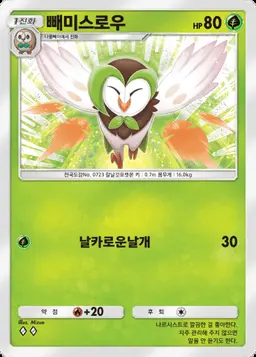 1진화
빼미스로우
HP 80
나몰빼미에서 진화
전국도감No. 0723 칼날깃포켓몬 키 : 0.7m 몸무게 : 16.0kg
날카로운날개 30
약점 +20 후퇴
나르시스트로 깔끔한 걸 좋아한다.
자주 관리해 주지 않으면
말을 안 듣기도 한다.
illus. Mizue